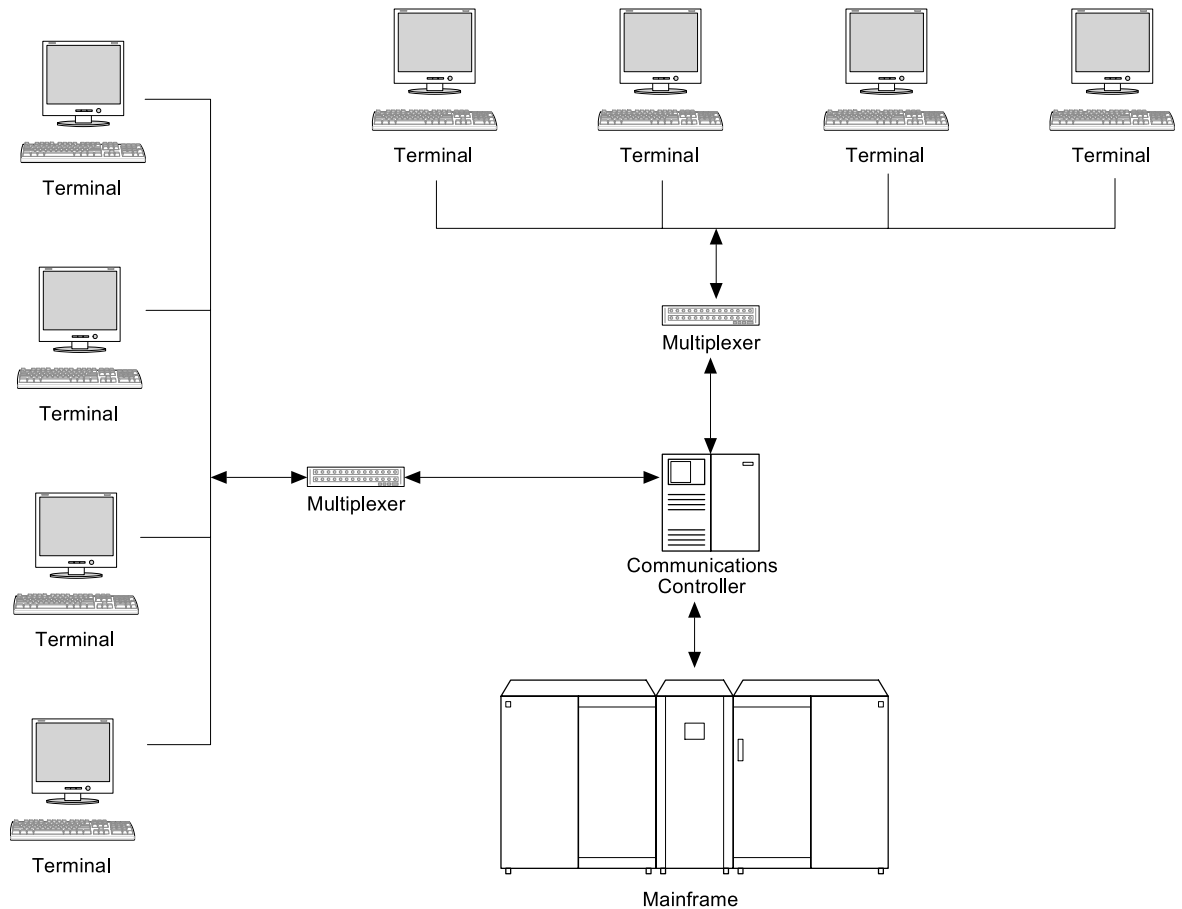 Terminal
Terminal
Terminal
Terminal
Terminal
Multiplexer
Terminal
Multiplexer
Communications
Controller
Terminal
Terminal
Mainframe